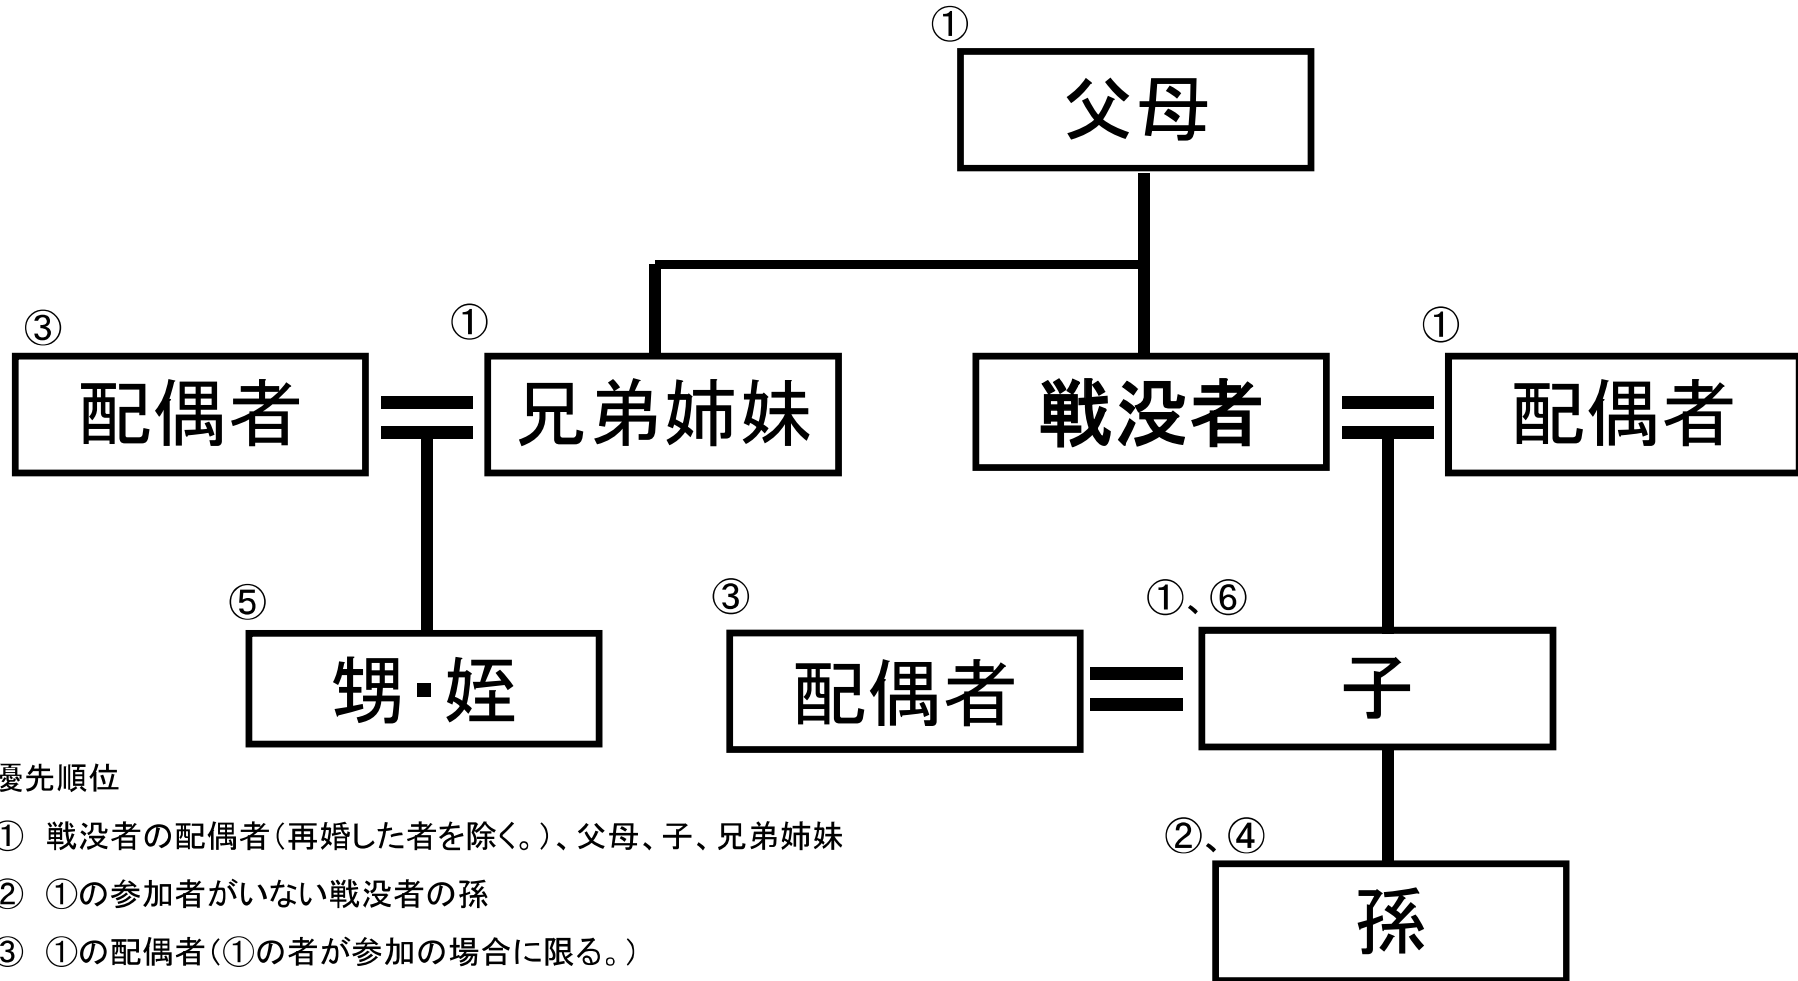 ①
父母
③
①
①
配偶者
兄弟姉妹
戦没者
配偶者
⑤
③
①、⑥
甥・姪
配偶者
子
優先順位
① 戦没者の配偶者(再婚した者を除く。)、父母、子、兄弟姉妹
②、④
② ①の参加者がいない戦没者の孫
孫
③ ①の配偶者(①の者が参加の場合に限る。)